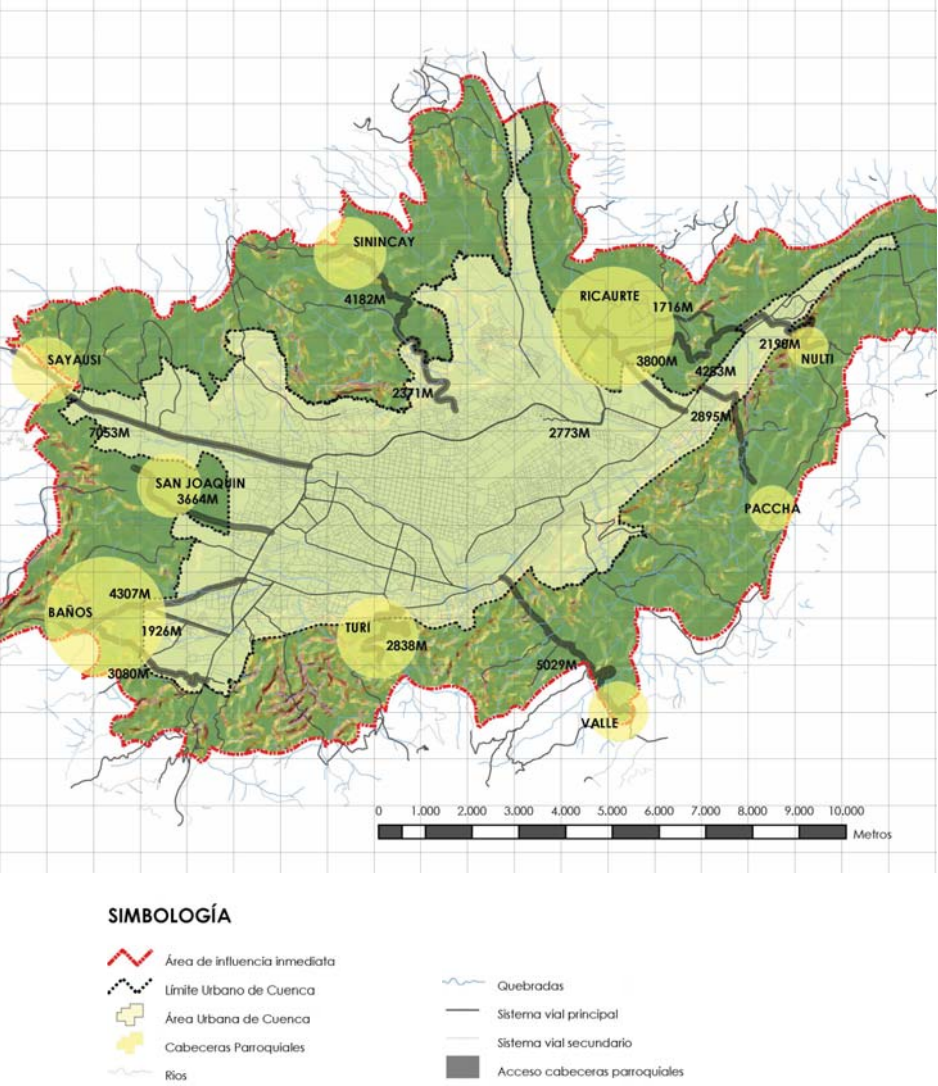 SININCAY
4182M
RICAURTE
1716M
2198M
NULTI
SAYAUSI
3800M
4253M
2371M
2895M
7053M
2773M
SAN JOAQUIN
3664M
PACCHA
4307M
BAÑOS
1926M
TURI
2838M
3080M
5029M
VALLE
0 1.000 2.000 3.000 4.000 5.000 6.000 7.000 8.000 9.000 10.000
Metros
SIMBOLOGÍA
Área de influencia inmediata
Límite Urbano de Cuenca
Área Urbana de Cuenca
Cabeceras Parroquiales
Rios
Quebradas
Sistema vial principal
Sistema vial secundario
Acceso cabeceras parroquiales